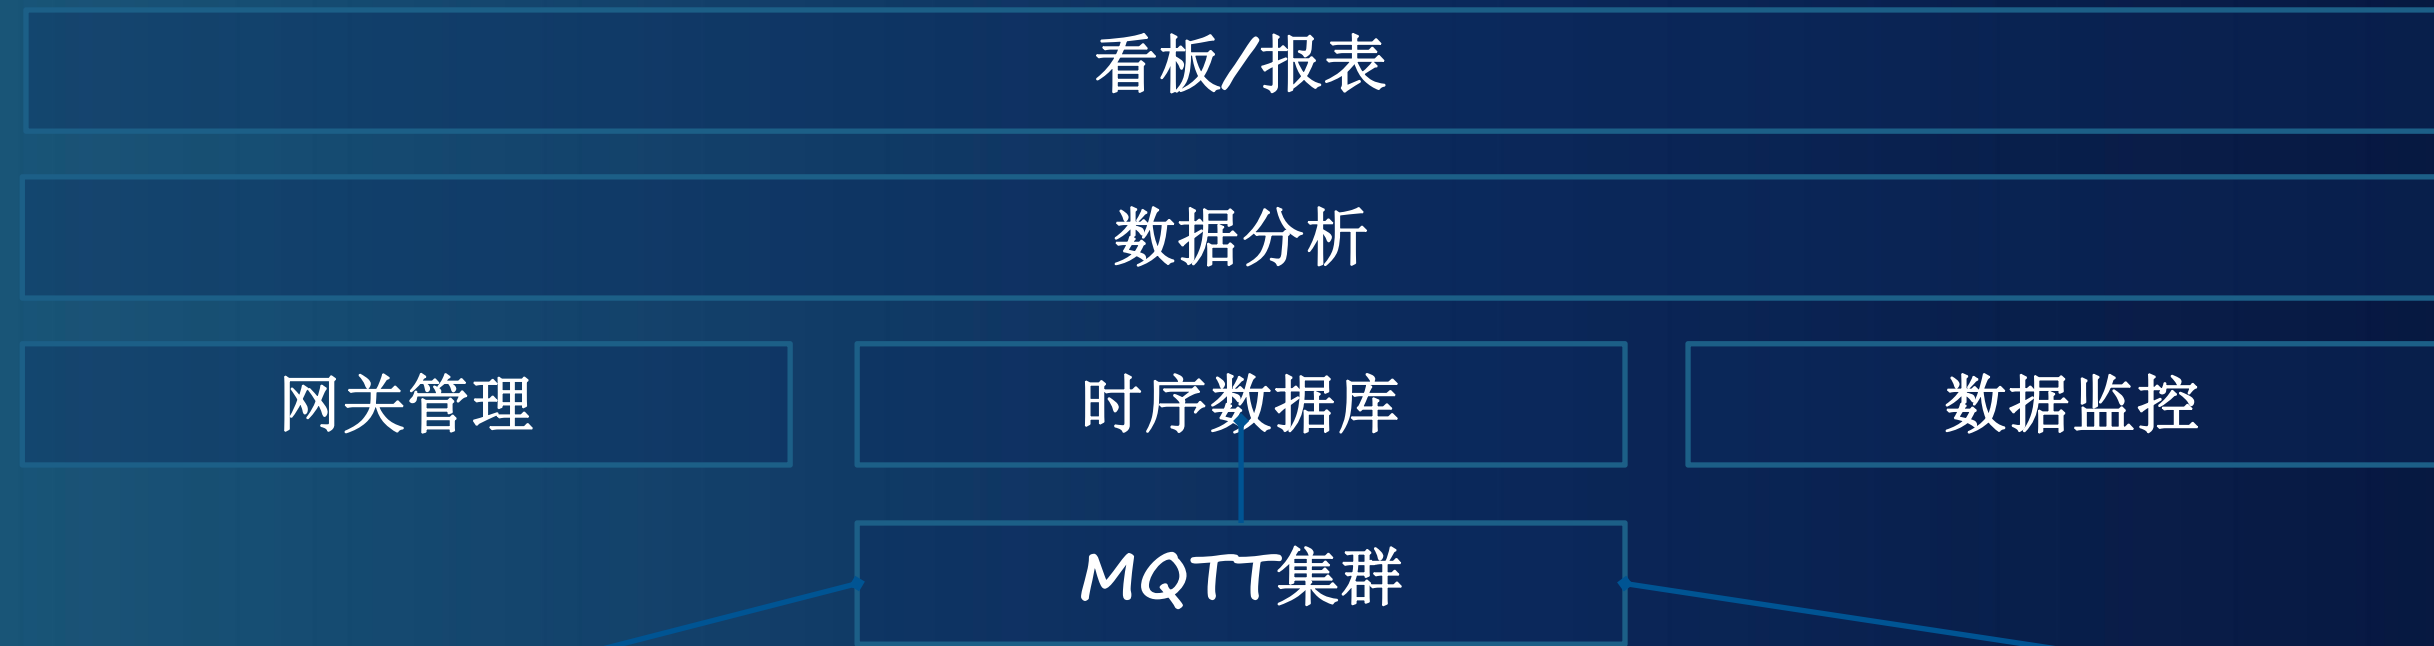 看板/报表
数据分析
网关管理
时序数据库
数据监控
MQTT集群